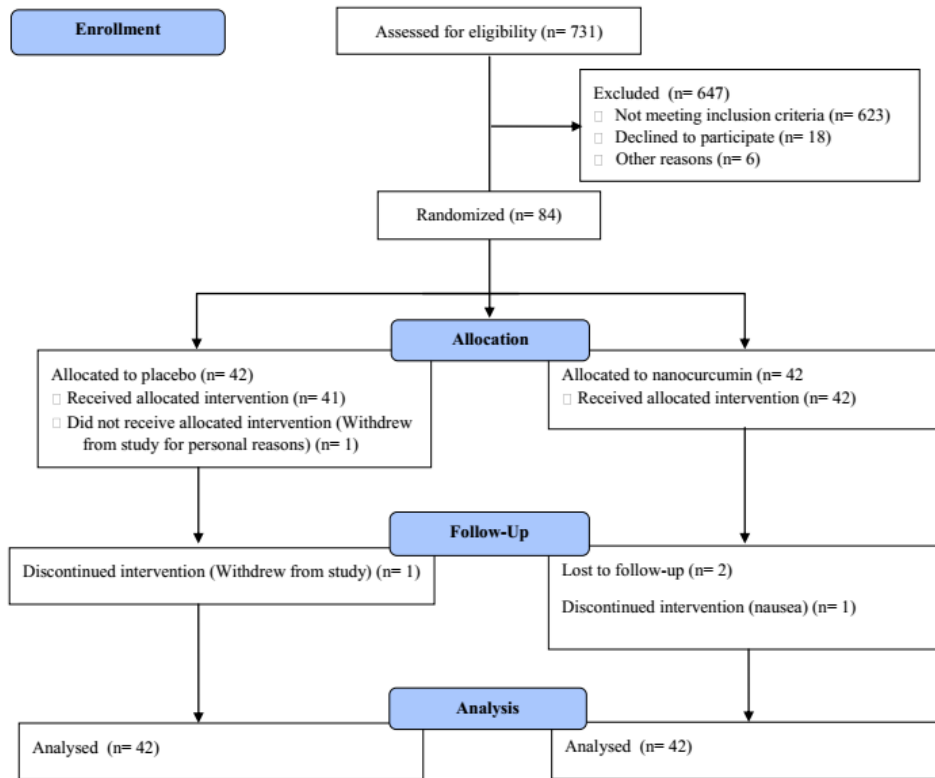 Enrollment
Assessed for eligibility (n= 731)
Excluded (n= 647)
Not meeting inclusion criteria (n= 623)
Declined to participate (n= 18)
Other reasons (n= 6)
Randomized (n= 84)
Allocation
Allocated to placebo (n= 42)
Received allocated intervention (n= 41)
Did not receive allocated intervention (Withdrew
from study for personal reasons) (n= 1)
Allocated to nanocurcumin (n= 42
Received allocated intervention (n= 42)
Follow-Up
Discontinued intervention (Withdrew from study) (n= 1)
Lost to follow-up (n= 2)
Discontinued intervention (nausea) (n= 1)
Analysis
Analysed (n= 42)
Analysed (n= 42)